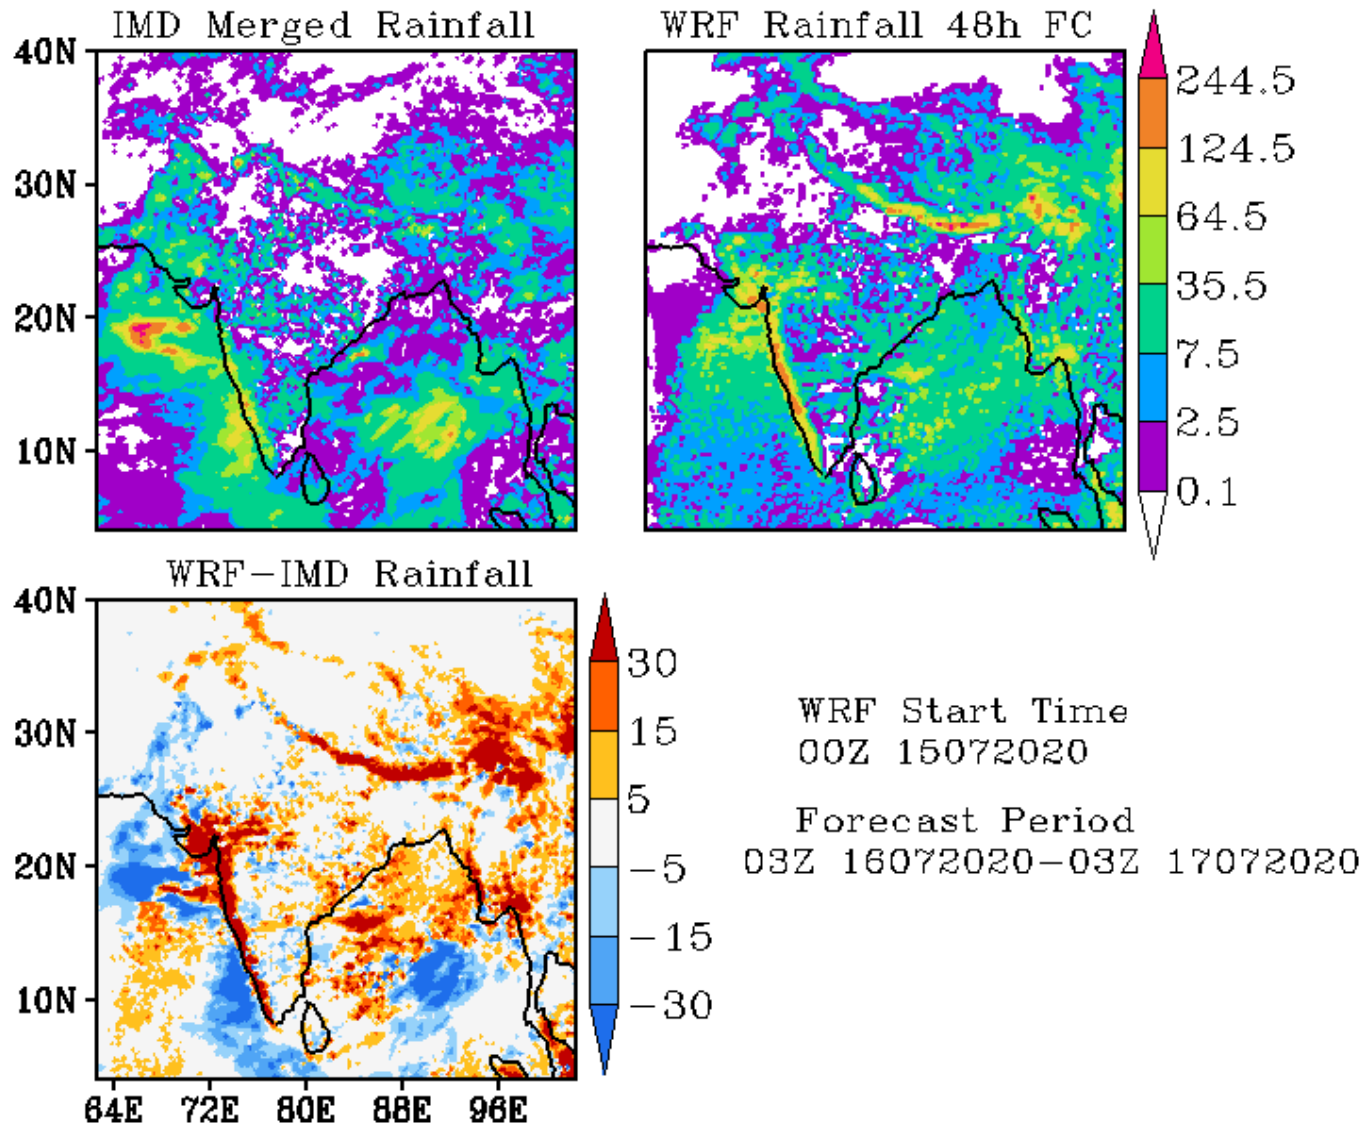 IMD Merged Rainfall
WRF Rainfall 48h FC
40N
30N
20N
10N
244.5
124.5
64.5
35.5
7.5
2.5
0.1
WRF-IMD Rainfall
40N
30N
20N
10N
64E 72E 80E 88E 96E
30
15
5
-5
-15
-30
WRF Start Time
00Z 15072020
Forecast Period
03Z 16072020-03Z 17072020